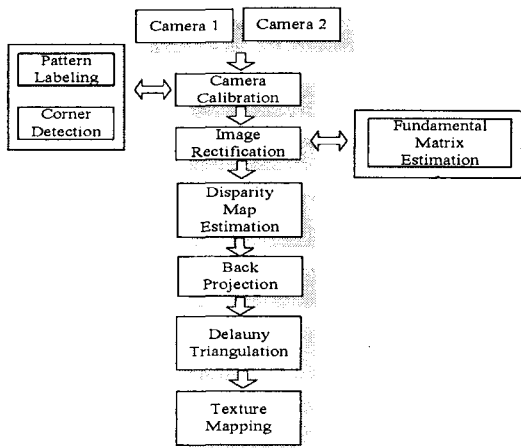 Camera 1
Camera 2
Pattern
Labeling
Corner
Detection
Camera
Calibration
Image
Rectification
Fundamental
Matrix
Estimation
Disparity
Map
Estimation
Back
Projection
Delauny
Triangulation
Texture
Mapping